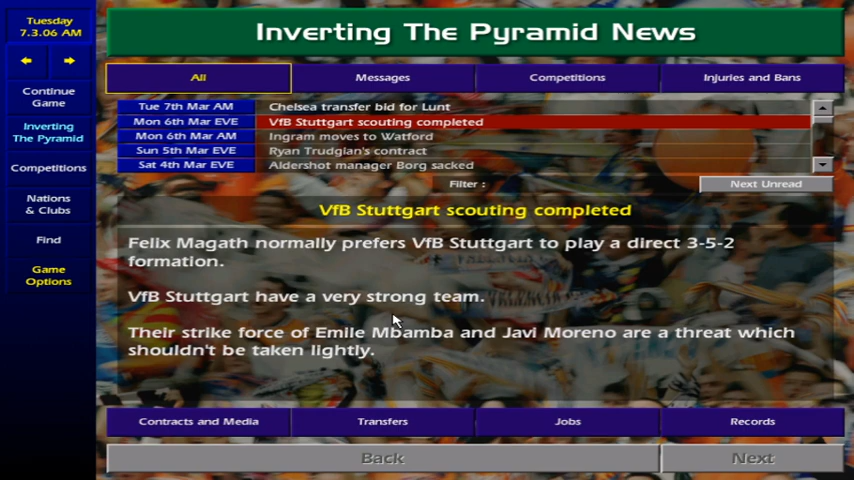 Tuesday
7.3.06 AM
Inverting The Pyramid News
All
Messages
Competitions
Injuries and Bans
Continue
Game
Inverting
The Pyramid
Competitions
Nations
& Clubs
Find
Game
Options
Tue 7th Mar AM Chelsea transfer bid for Lunt
Mon 6th Mar EVE VfB Stuttgart scouting completed
Mon 6th Mar AM Ingram moves to Watford
Sun 5th Mar EVE Ryan Trudgian's contract
Sat 4th Mar EVE Aldershot manager Borg sacked
Filter :
Next Unread
VfB Stuttgart scouting completed
Felix Magath normally prefers VfB Stuttgart to play a direct 3-5-2
formation.
VfB Stuttgart have a very strong team.
Their strike force of Emile Mbamba and Javi Moreno are a threat which
shouldn't be taken lightly.
Contracts and Media
Transfers
Jobs
Records
Back
Next